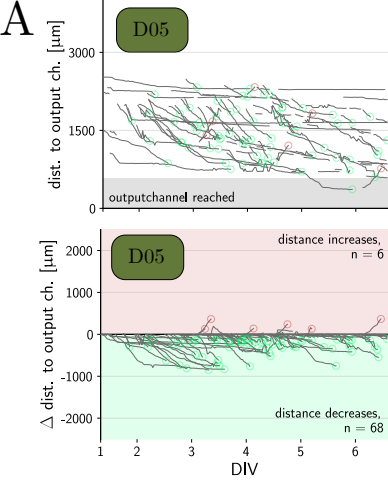 A
D05
dist. to output ch. [μm]
3000
1500
0
outputchannel reached
D05
Δ dist. to output ch. [μm]
2000
0
-1000
-2000
distance increases,
n = 6
distance decreases,
n = 68
1 2 3 4 5 6
DIV